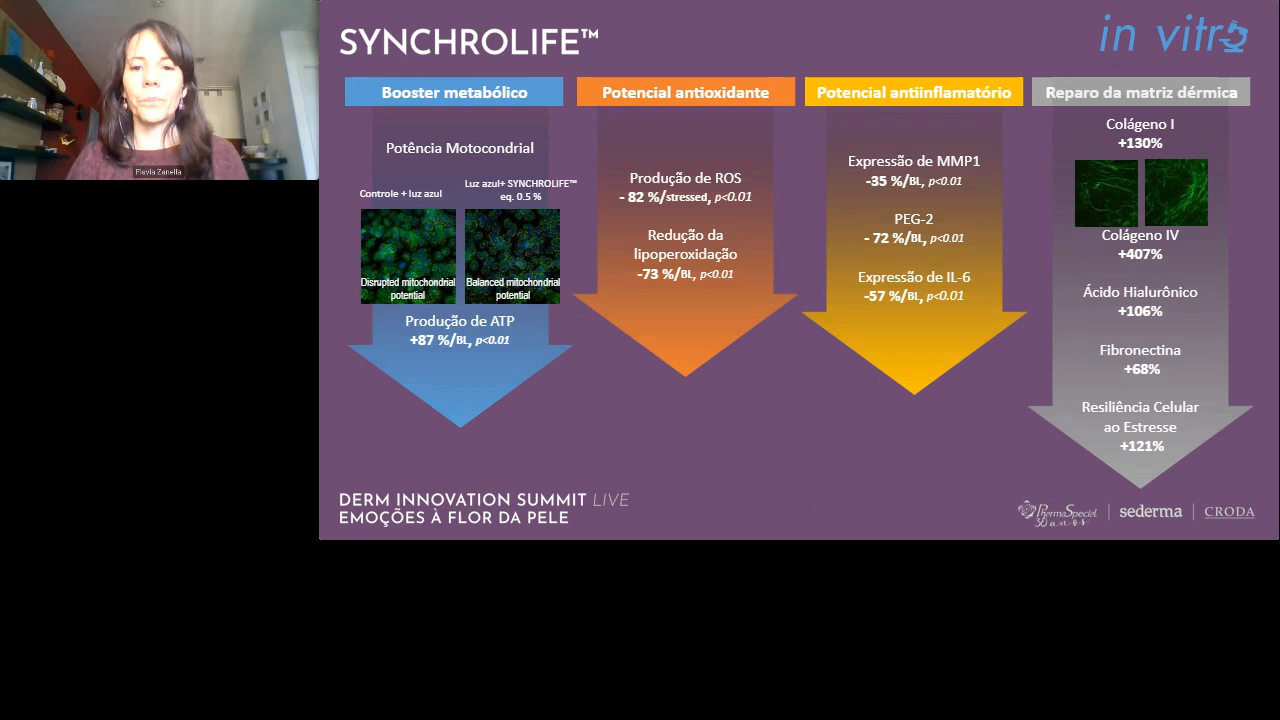 Flavia Zanella
SYNCHROLIFE™
in vitro
Booster metabólico
Potência Motocondrial
Controle + luz azul
Luz azul+ SYNCHROLIFE™
eq. 0.5 %
Disrupted mitochondrial
potential
Balanced mitochondrial
potential
Produção de ATP
+87 %/BL, p<0.01
Potencial antioxidante
Produção de ROS
- 82 %/stressed, p<0.01
Redução da
lipoperoxidação
-73 %/BL, p<0.01
Potencial antiinflamatório
Expressão de MMP1
-35 %/BL, p<0.01
PEG-2
- 72 %/BL, p<0.01
Expressão de IL-6
-57 %/BL, p<0.01
Reparo da matriz dérmica
Colágeno I
+130%
Colágeno IV
+407%
Ácido Hialurônico
+106%
Fibronectina
+68%
Resiliência Celular
ao Estresse
+121%
DERM INNOVATION SUMMIT LIVE
EMOÇÕES À FLOR DA PELE
PharmaSpecial
30 anos
sederma
CRODA